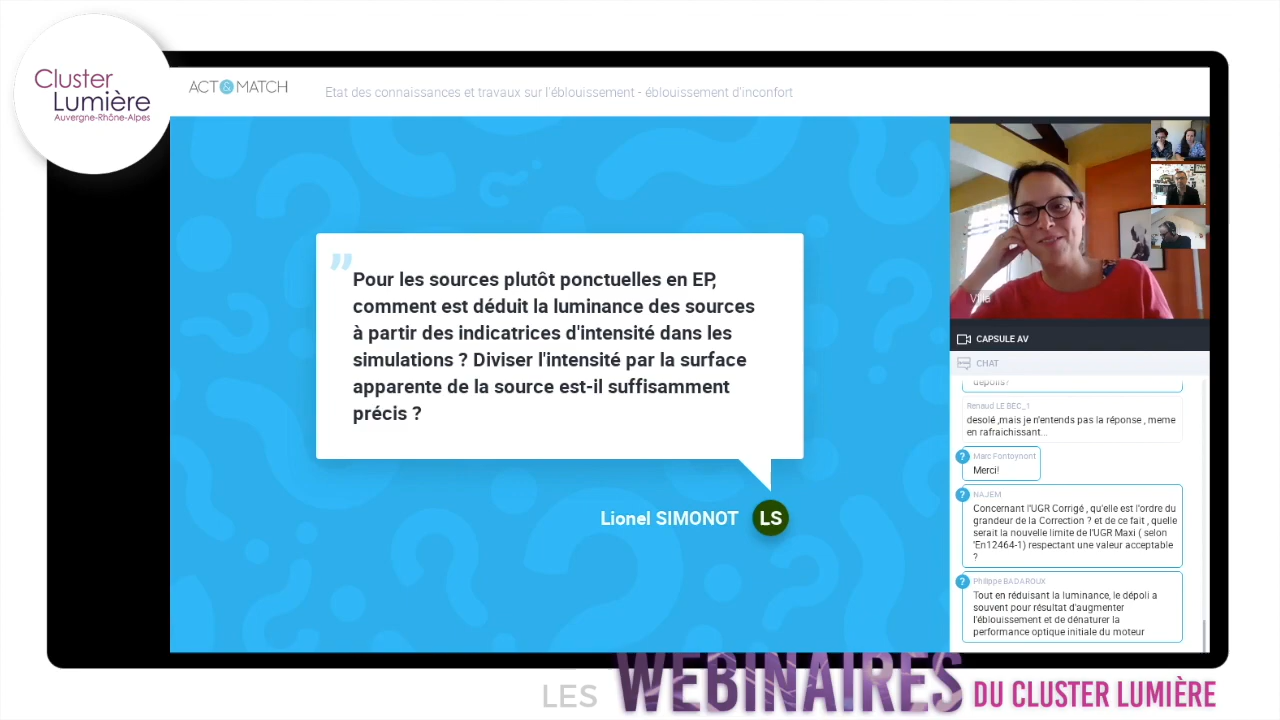 Cluster
Lumière
Auvergne-Rhône-Alpes
ACT & MATCH
Etat des connaissances et travaux sur l'éblouissement - éblouissement d'inconfort
Pour les sources plutôt ponctuelles en EP,
comment est déduit la luminance des sources
à partir des indicatrices d'intensité dans les
simulations ? Diviser l'intensité par la surface
apparente de la source est-il suffisamment
précis ?
Lionel SIMONOT
LS
Villa
CAPSULE AV
CHAT
dépolis?
Renaud LE BEC_1
desolé ,mais je n'entends pas la réponse , meme
en rafraichissant...
?
Marc Fontoynont
Merci!
?
NAJEM
Concernant l'UGR Corrigé , qu'elle est l'ordre du
grandeur de la Correction ? et de ce fait , quelle
serait la nouvelle limite de l'UGR Maxi ( selon
'En12464-1) respectant une valeur acceptable
?
?
Philippe BADAROUX
Tout en réduisant la luminance, le dépoli a
souvent pour résultat d'augmenter
l'éblouissement et de dénaturer la
performance optique initiale du moteur
LES WEBINAIRES DU CLUSTER LUMIÈRE